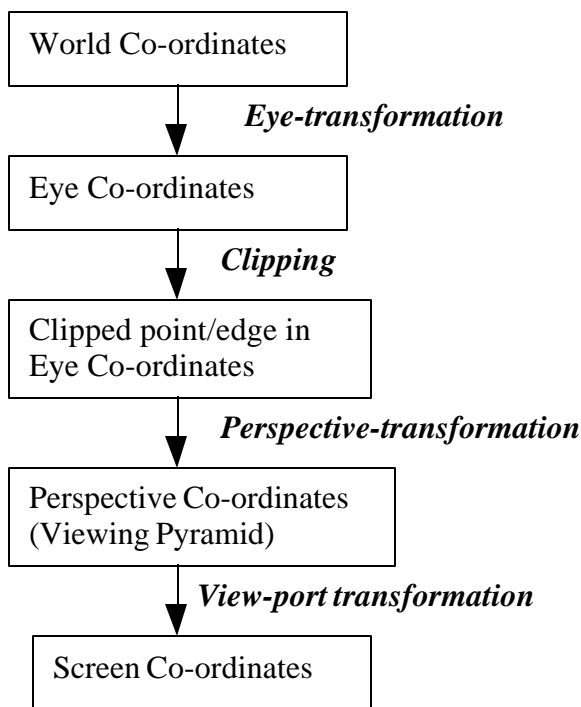 World Co-ordinates
Eye-transformation
Eye Co-ordinates
Clipping
Clipped point/edge in
Eye Co-ordinates
Perspective-transformation
Perspective Co-ordinates
(Viewing Pyramid)
View-port transformation
Screen Co-ordinates